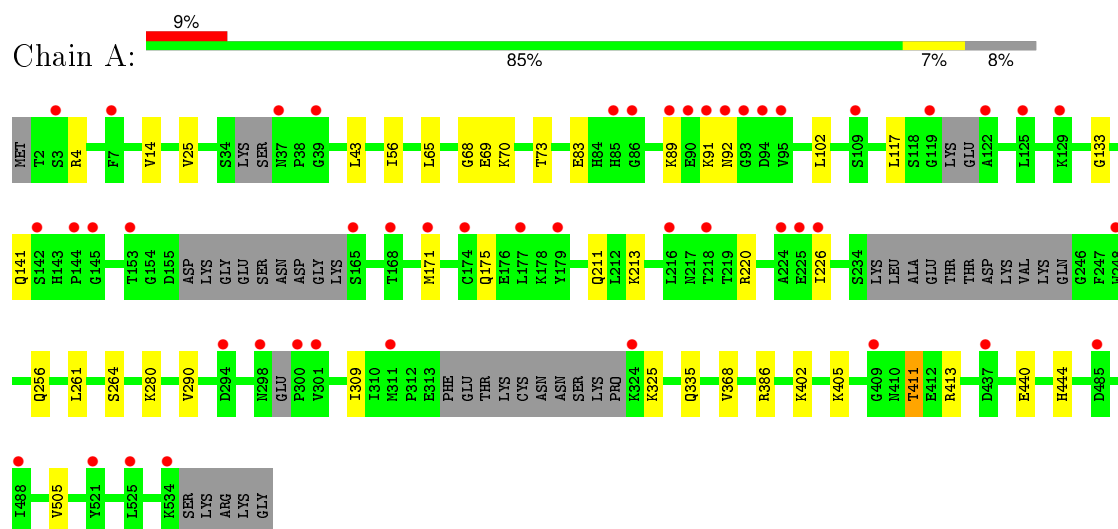 9%
Chain A:
85% 7% 8%
MET T2 S3 R4 F7 V14 V25 S34 LYS SER N37 P38 G39 L43 I56 L65 G68 E69 K70 T73 E83 H84 H85 G86 K89 E90 K91 N92 G93 D94 V95 L102 S109 L117 S118 G119 LYS GLU A122 L125 K129 G133
Q141 S142 H143 P144 G145 T153 G154 D155 ASP LYS GLY GLU SER ASN ASP GLY LYS S165 T168 M171 C174 Q175 E176 L177 K178 Y179 Q211 L212 K213 L216 N217 T218 T219 R220 A224 E225 I226 S234 LYS LEU ALA GLU THR THR ASP LYS VAL LYS GLN G246 F247 W248
Q256 L261 S264 K280 V290 D294 N298 GLU P300 V301 I309 I310 M311 P312 E313 PHE GLU THR LYS CYS ASN ASN SER LYS PRO K324 K325 Q335 V368 R386 K402 K405 G409 N410 T411 E412 R413 D437 E440 H444 D485
I488 V505 Y521 L525 K534 SER LYS ARG LYS GLY